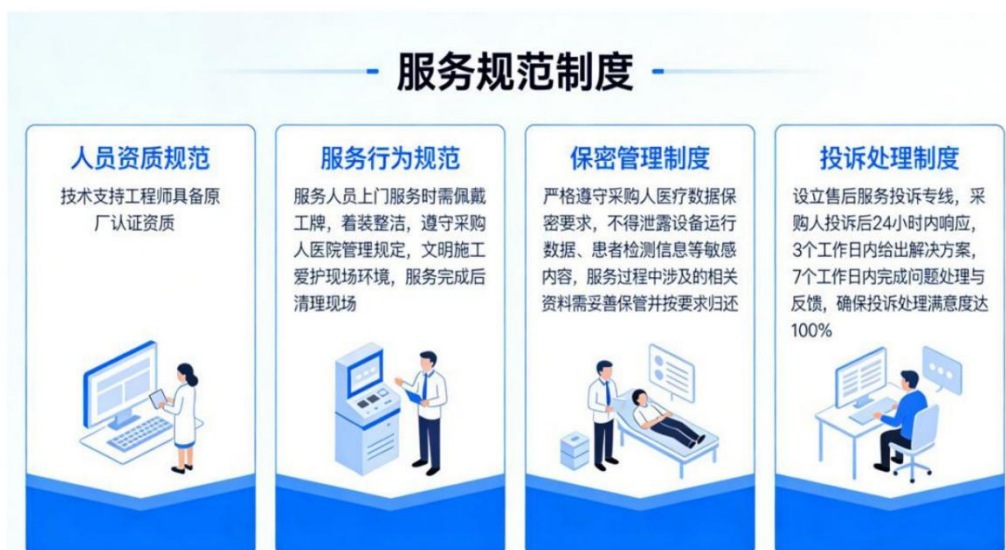 服务规范制度
人员资质规范
技术支持工程师具备原
厂认证资质
服务行为规范
服务人员上门服务时需佩戴
工牌，着装整洁，遵守采购
人医院管理规定，文明施工
爱护现场环境，服务完成后
清理现场
保密管理制度
严格遵守采购人医疗数据保
密要求，不得泄露设备运行
数据、患者检测信息等敏感
内容，服务过程中涉及的相关
资料需妥善保管并按要求归还
投诉处理制度
设立售后服务投诉专线，采
购人投诉后24小时内响应，
3个工作日内给出解决方案，
7个工作日内完成问题处理与
反馈，确保投诉处理满意度达
100%